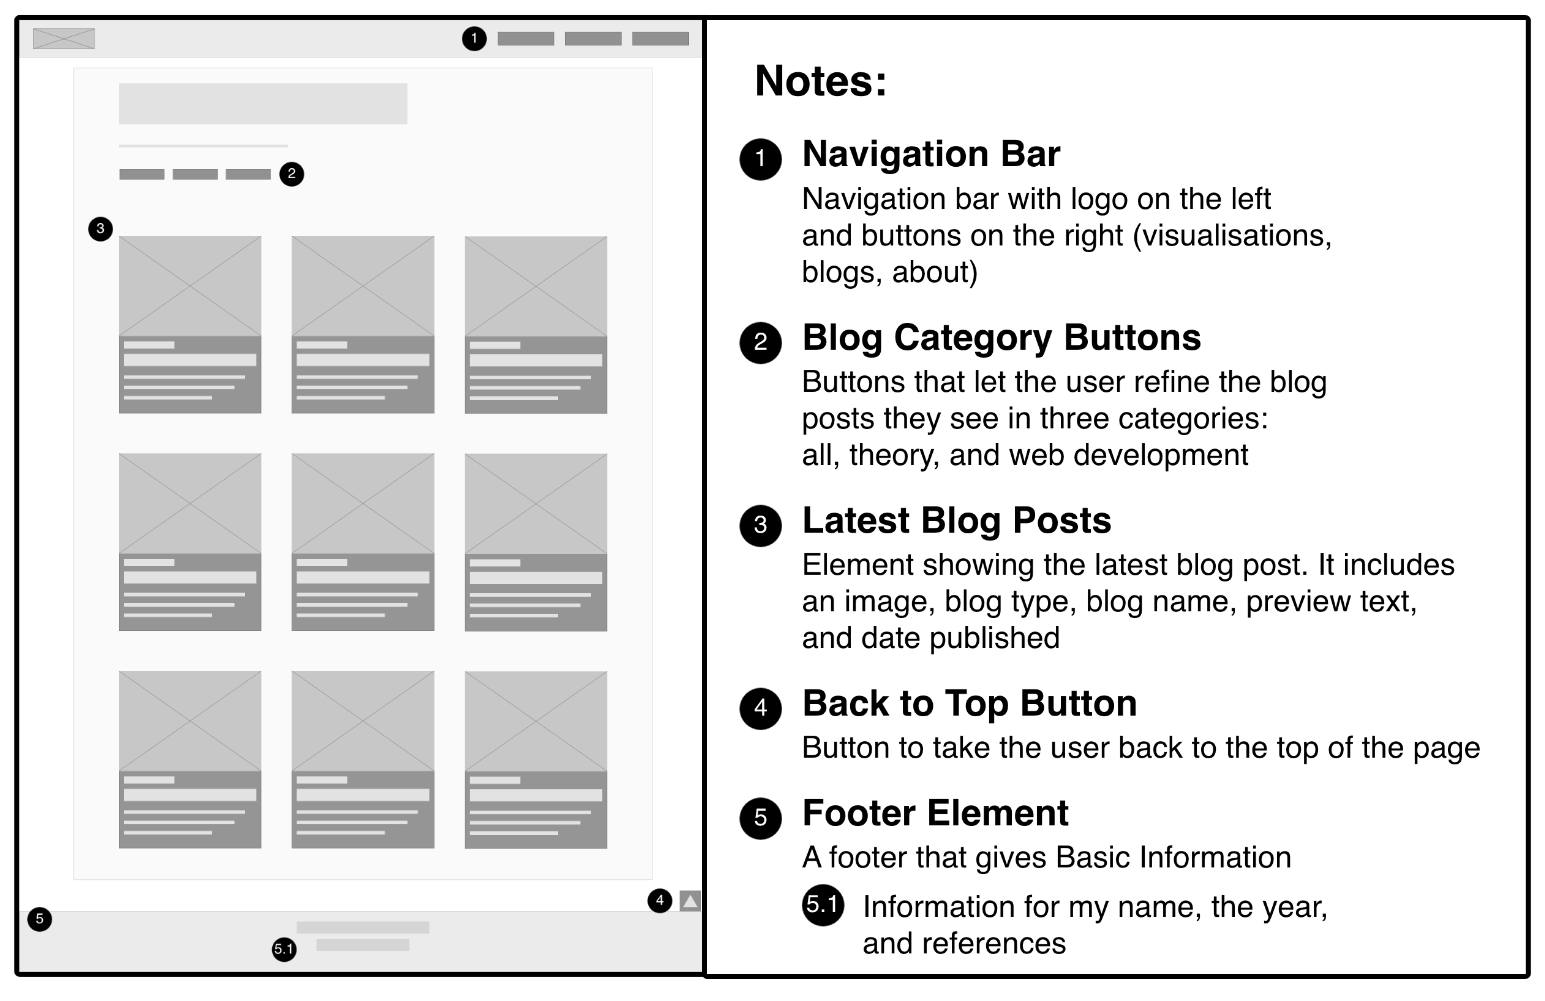 1
2
3
4
5
5.1
Notes:
1 Navigation Bar
Navigation bar with logo on the left
and buttons on the right (visualisations,
blogs, about)
2 Blog Category Buttons
Buttons that let the user refine the blog
posts they see in three categories:
all, theory, and web development
3 Latest Blog Posts
Element showing the latest blog post. It includes
an image, blog type, blog name, preview text,
and date published
4 Back to Top Button
Button to take the user back to the top of the page
5 Footer Element
A footer that gives Basic Information
5.1 Information for my name, the year,
and references